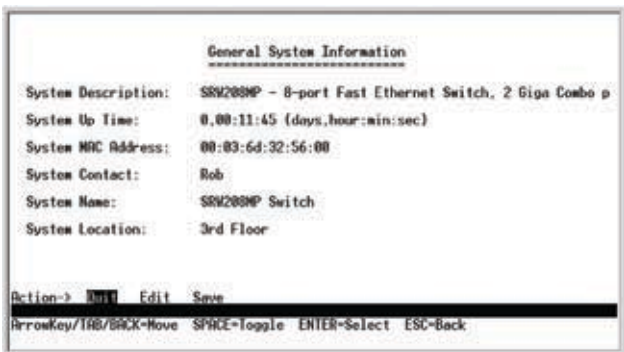 General System Information
System Description: SRW208MP - 8-port Fast Ethernet Switch, 2 Giga Combo p
System Up Time: 0,00:11:45 (days,hour:min:sec)
System MAC Address: 00:03:6d:32:56:00
System Contact: Rob
System Name: SRW208MP Switch
System Location: 3rd Floor
Action-> Quit Edit Save
ArrowKey/TAB/BACK=Move SPACE=Toggle ENTER=Select ESC=Back